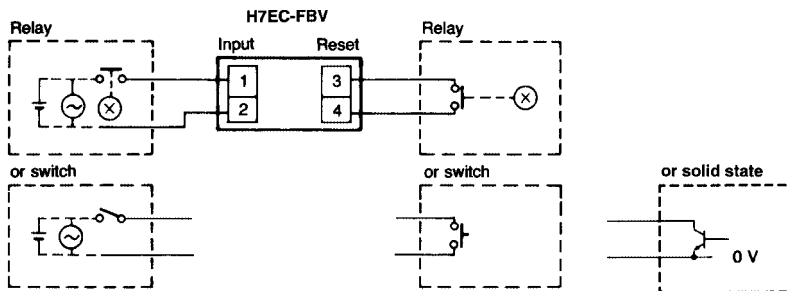 H7EC-FBV
Relay
Input Reset
Relay
1 3
2 4
or switch
or switch
or solid state
0 V